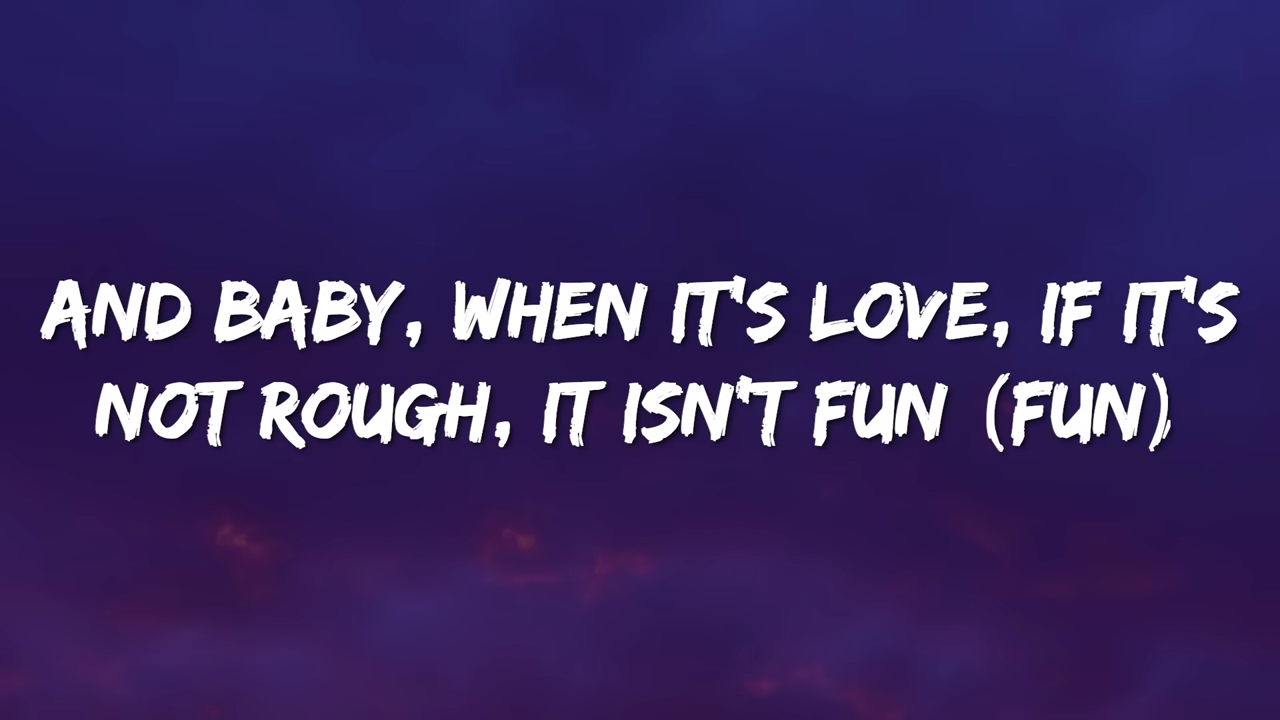 AND BABY, WHEN IT'S LOVE, IF IT'S
NOT ROUGH, IT ISN'T FUN (FUN)